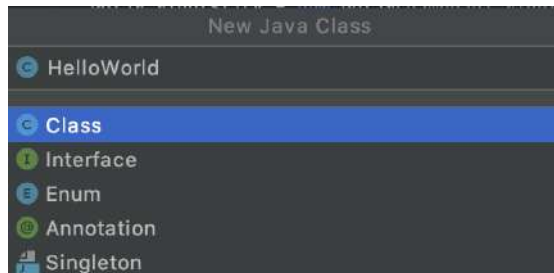 New Java Class
HelloWorld
Class
Interface
Enum
Annotation
Singleton